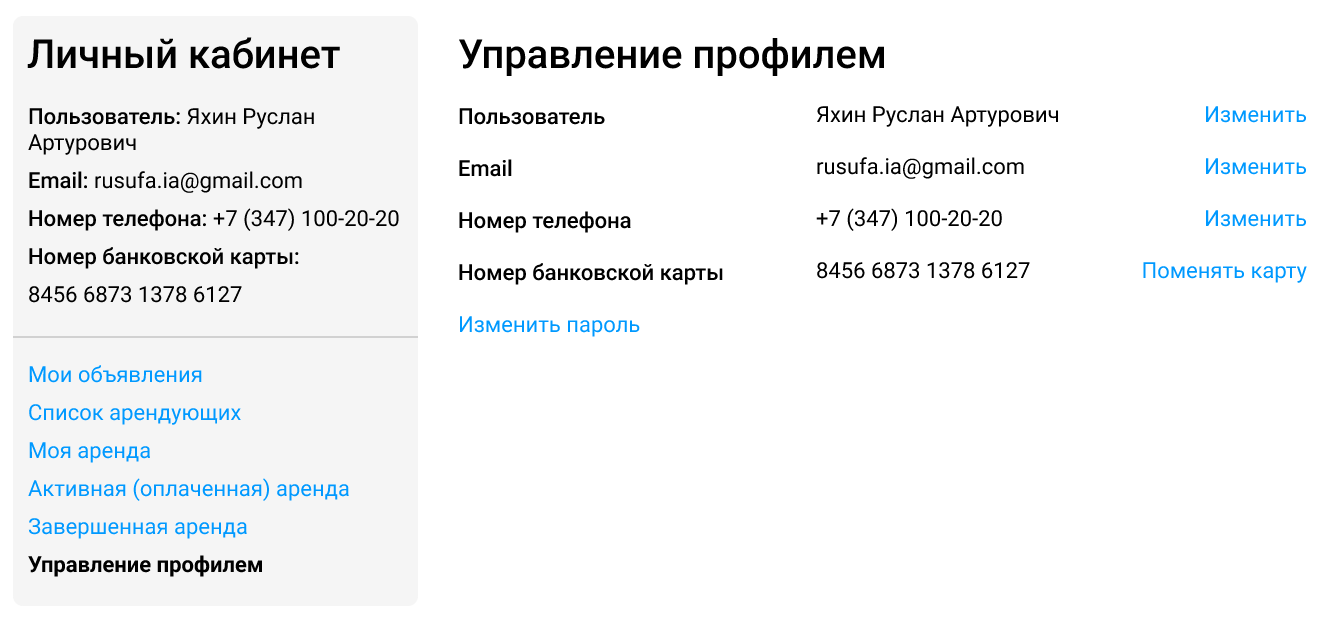 Личный кабинет
Пользователь: Яхин Руслан
Артурович
Email: rusufa.ia@gmail.com
Номер телефона: +7 (347) 100-20-20
Номер банковской карты:
8456 6873 1378 6127
Мои объявления
Список арендующих
Моя аренда
Активная (оплаченная) аренда
Завершенная аренда
Управление профилем
Управление профилем
Пользователь Яхин Руслан Артурович Изменить
Email rusufa.ia@gmail.com Изменить
Номер телефона +7 (347) 100-20-20 Изменить
Номер банковской карты 8456 6873 1378 6127 Поменять карту
Изменить пароль